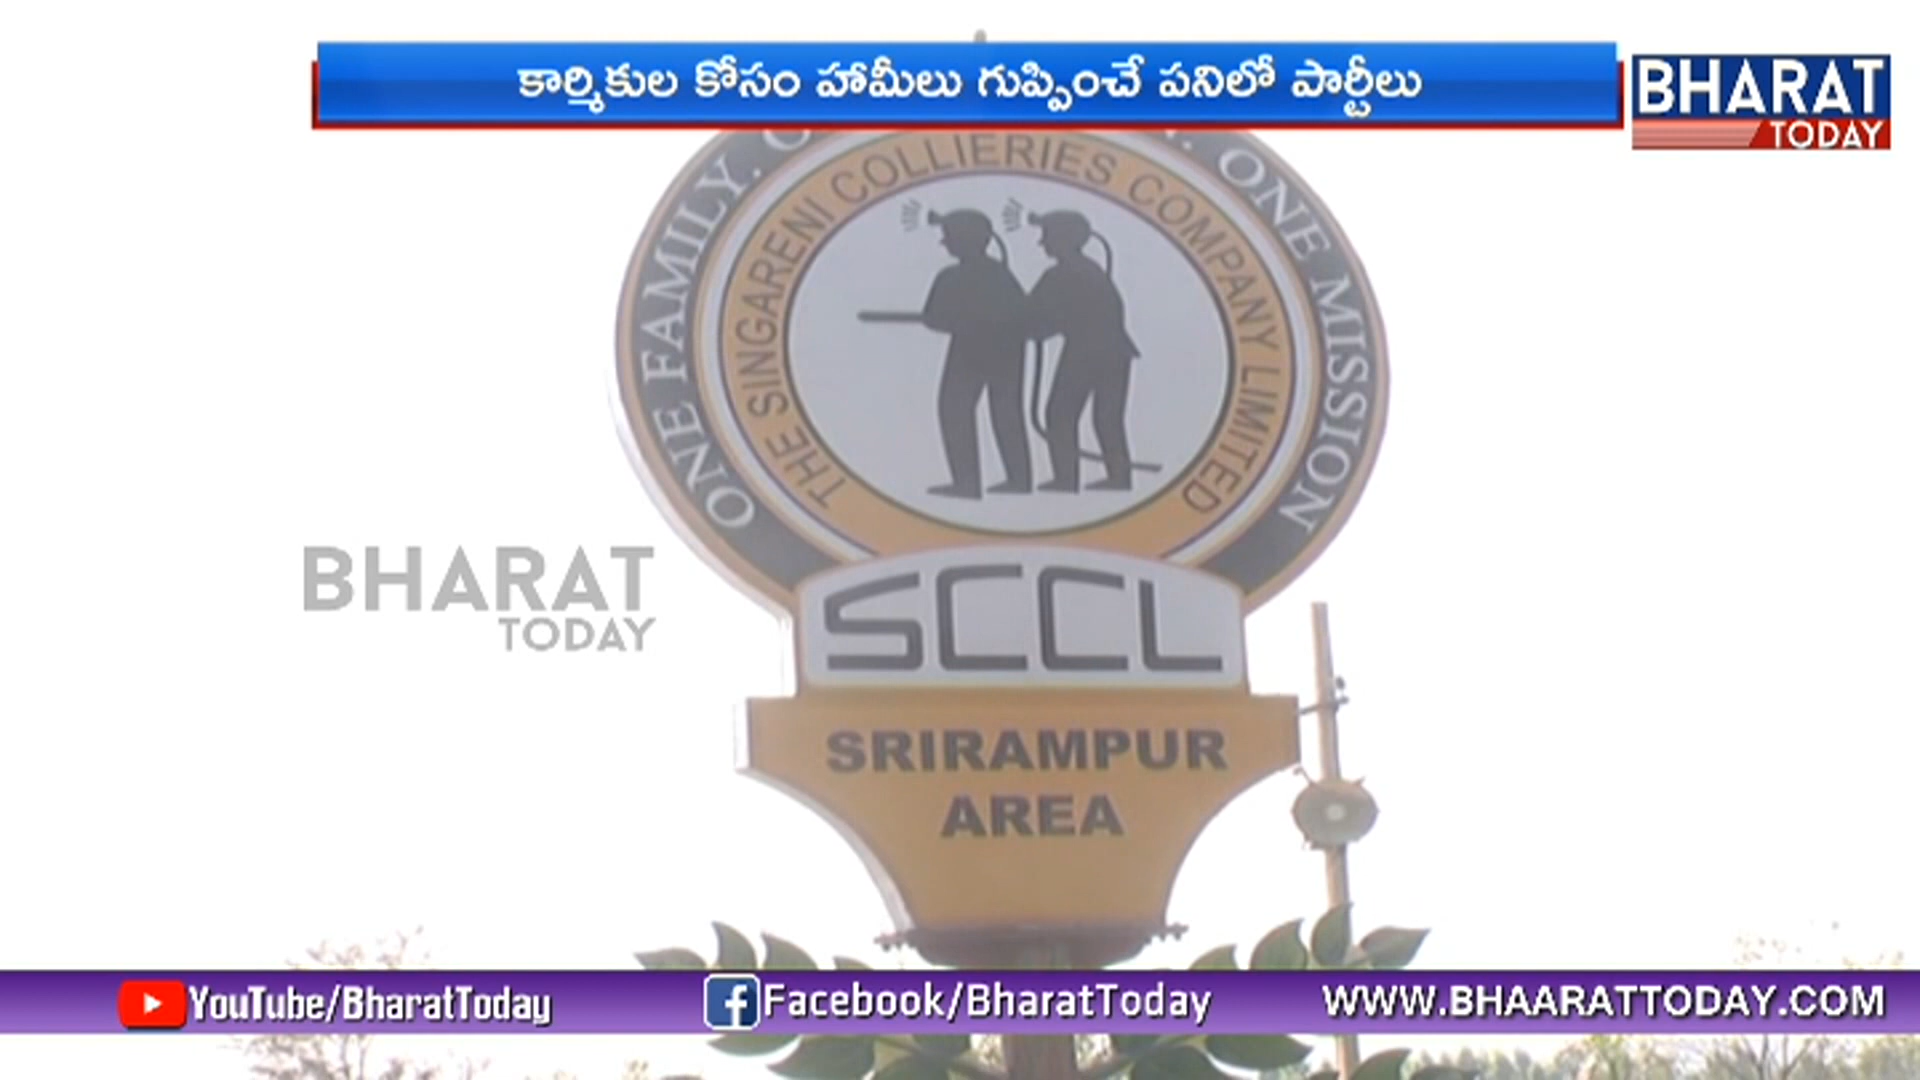 కార్మికుల కోసం హామీలు గుప్పించే పనిలో పార్టీలు
BHARAT
TODAY
ONE FAMILY. ONE MISSION
THE SINGARENI COLLIERIES COMPANY LIMITED
BHARAT
TODAY
SCCL
SRIRAMPUR
AREA
YouTube/BharatToday
Facebook/BharatToday
WWW.BHAARATTODAY.COM